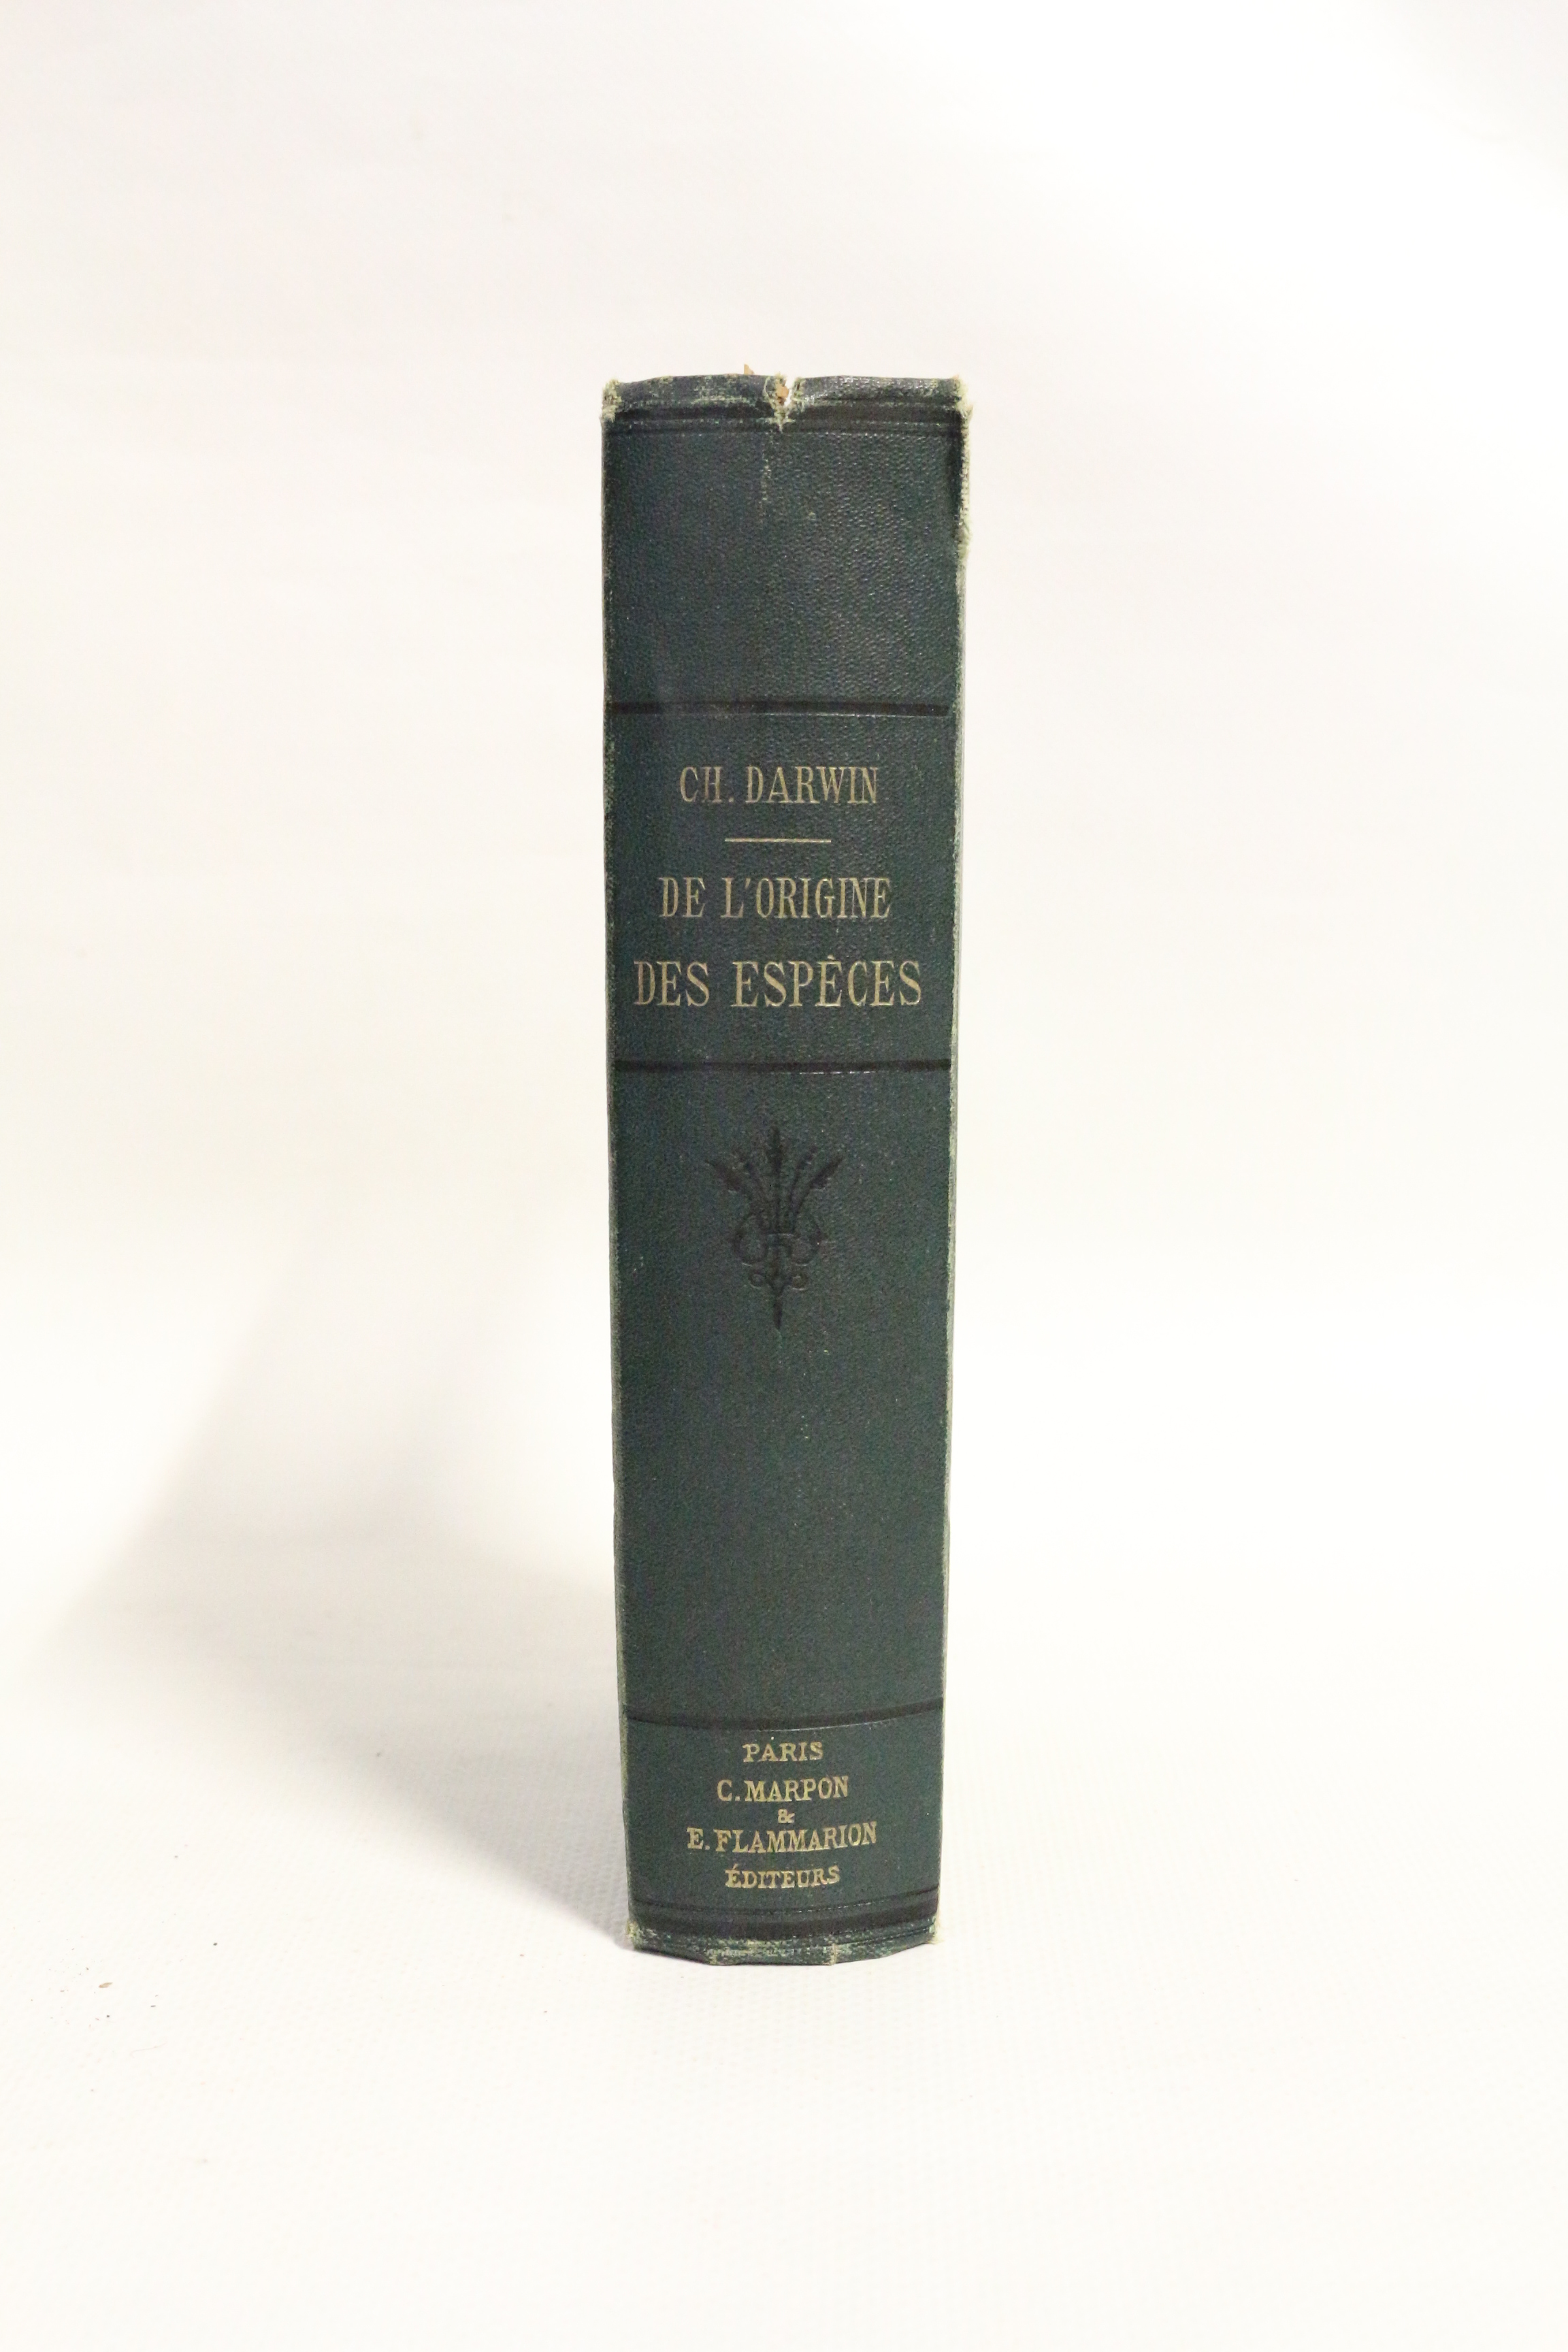 CH. DARWIN
DE L'ORIGINE
DES ESPÈCES
PARIS
C. MARPON
&
E. FLAMMARION
ÉDITEURS